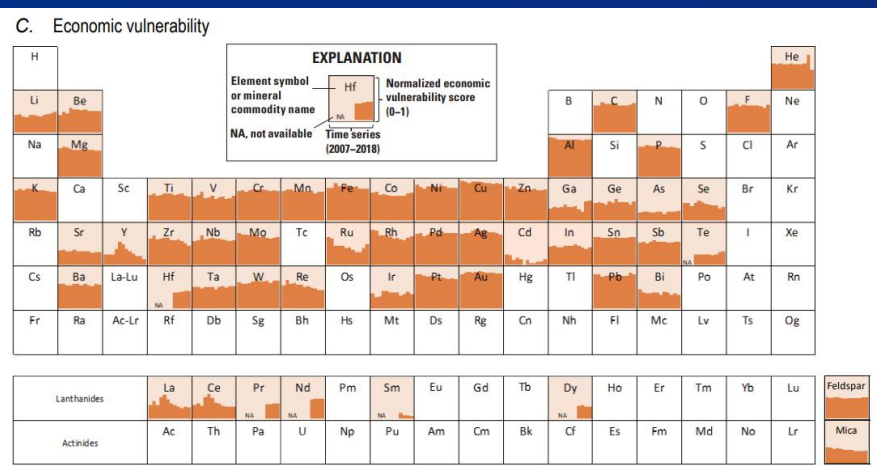 C. Economic vulnerability
H He
EXPLANATION
Element symbol
or mineral
commodity name
NA, not available
Hf
NA
Normalized economic
vulnerability score
(0–1)
Time series
(2007–2018)
Li Be B C N O F Ne
Na Mg Al Si P S Cl Ar
K Ca Sc Ti V Cr Mn Fe Co Ni Cu Zn Ga Ge As Se Br Kr
Rb Sr Y Zr Nb Mo Tc Ru Rh Pd Ag Cd In Sn Sb Te I Xe
NA
Cs Ba La-Lu Hf Ta W Re Os Ir Pt Au Hg Tl Pb Bi Po At Rn
NA
Fr Ra Ac-Lr Rf Db Sg Bh Hs Mt Ds Rg Cn Nh Fl Mc Lv Ts Og
Lanthanides La Ce Pr Nd Pm Sm Eu Gd Tb Dy Ho Er Tm Yb Lu Feldspar
NA NA NA NA
Actinides Ac Th Pa U Np Pu Am Cm Bk Cf Es Fm Md No Lr Mica